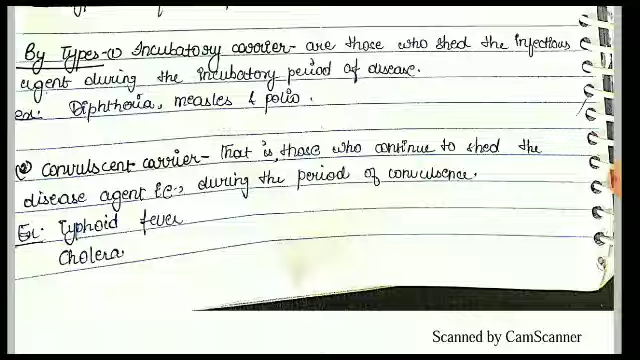 By Types-(1) Incubatory carrier- are those who shed the infectious
agent during the incubatory period of disease.
ex: Diphtheria, measles & polio.
(2) Convulscent carrier- that is, those who continue to shed the
disease agent i.e., during the period of convulsence.
Ex: Typhoid fever
Cholera
Scanned by CamScanner